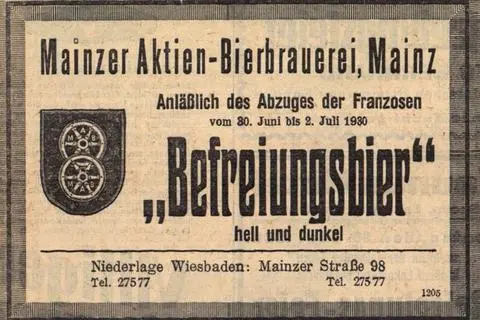 Mainzer Aktien-Bierbrauerei, Mainz
Anläßlich des Abzuges der Franzosen
vom 30. Juni bis 2. Juli 1930
„Befreiungsbier“
hell und dunkel
Niederlage Wiesbaden: Mainzer Straße 98
Tel. 27577 Tel. 27577
1205